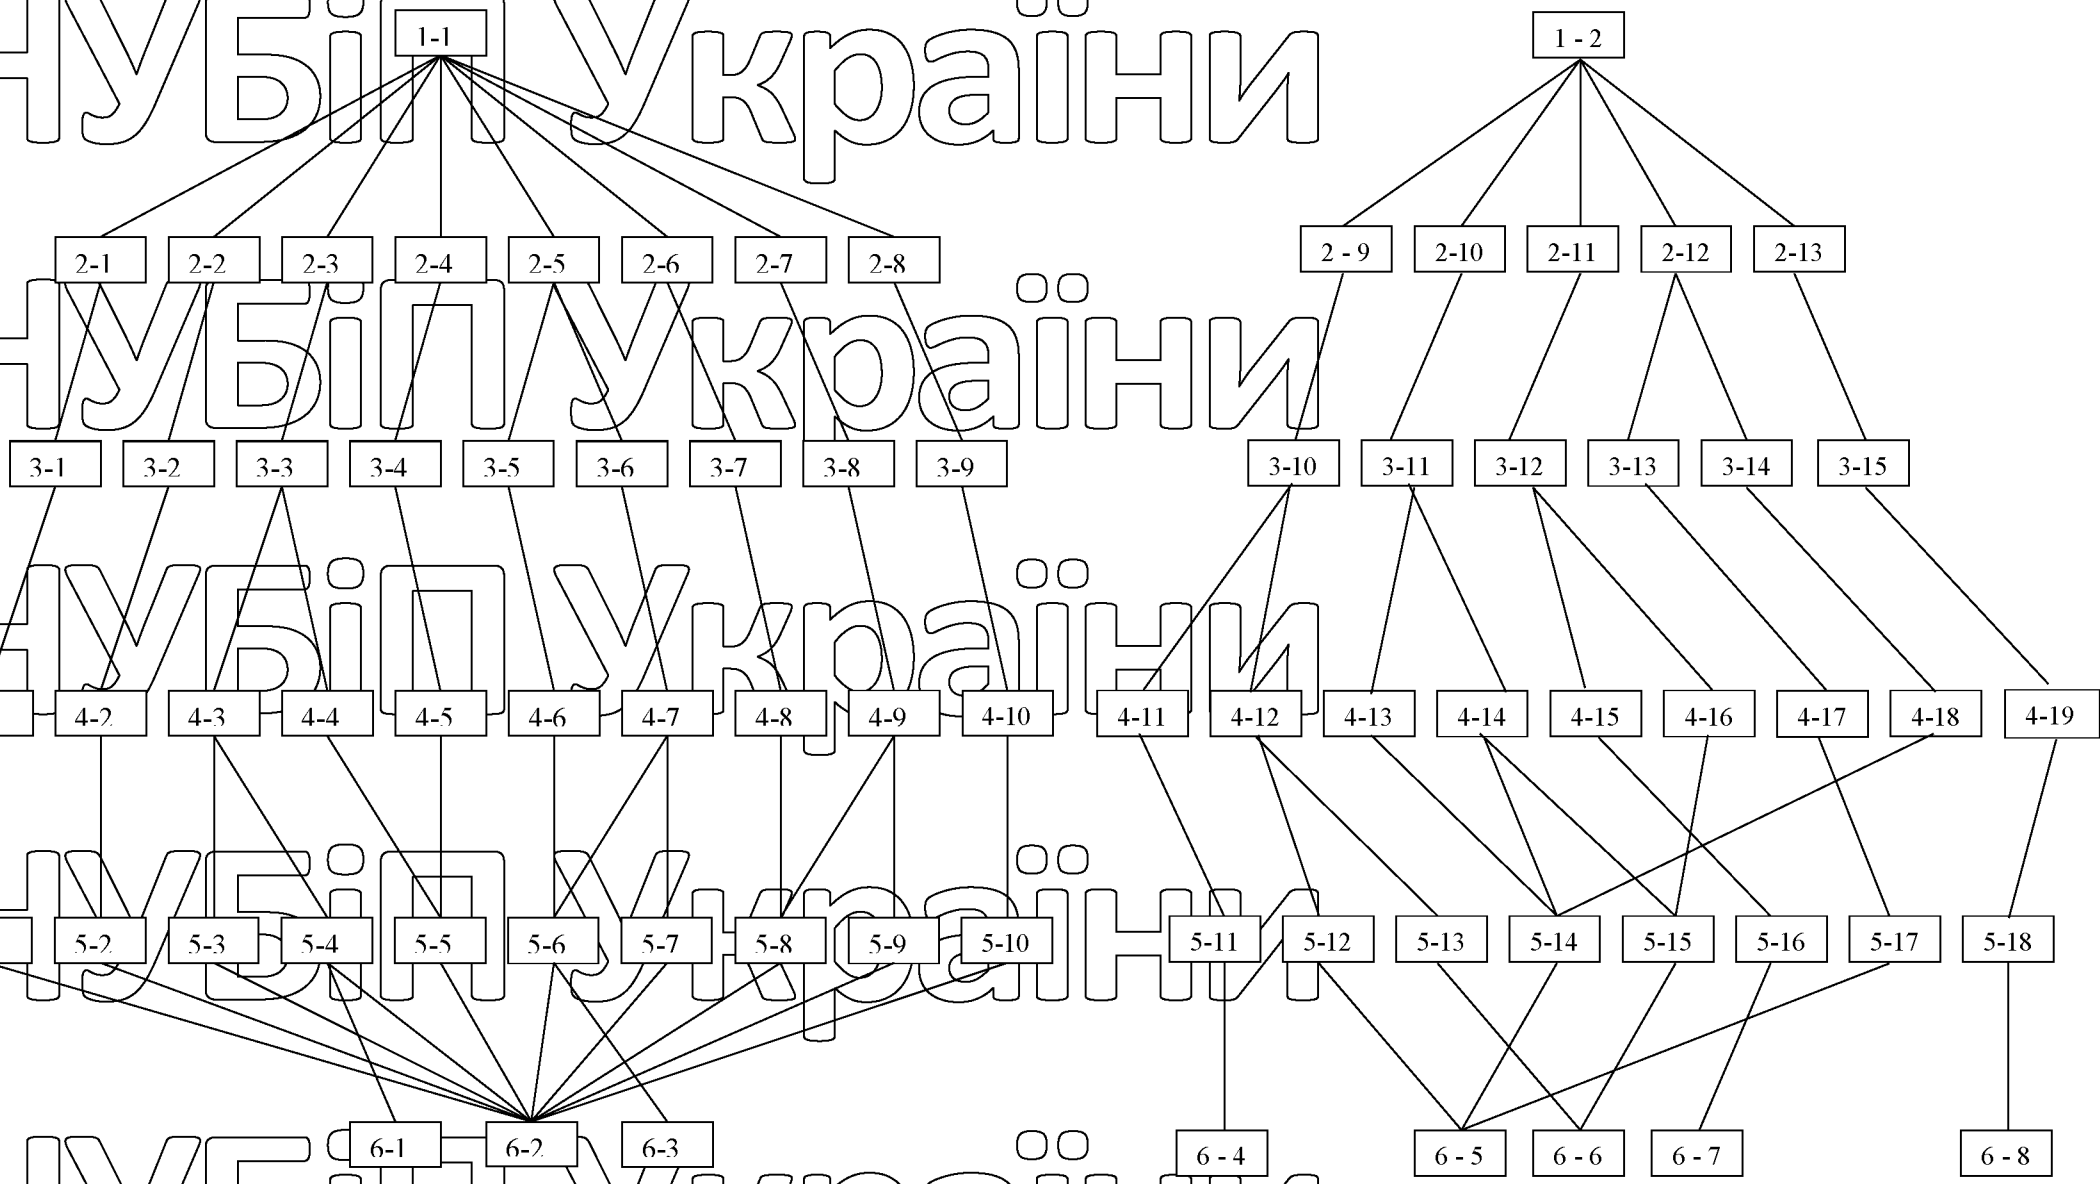 НУБіП України
1-1 1 - 2
2-1 2-2 2-3 2-4 2-5 2-6 2-7 2-8 2 - 9 2-10 2-11 2-12 2-13
НУБіП України
3-1 3-2 3-3 3-4 3-5 3-6 3-7 3-8 3-9 3-10 3-11 3-12 3-13 3-14 3-15
НУБіП України
4-2 4-3 4-4 4-5 4-6 4-7 4-8 4-9 4-10 4-11 4-12 4-13 4-14 4-15 4-16 4-17 4-18 4-19
НУБіП України
5-2 5-3 5-4 5-5 5-6 5-7 5-8 5-9 5-10 5-11 5-12 5-13 5-14 5-15 5-16 5-17 5-18
6-1 6-2 6-3 6 - 4 6 - 5 6 - 6 6 - 7 6 - 8
НУБіП України